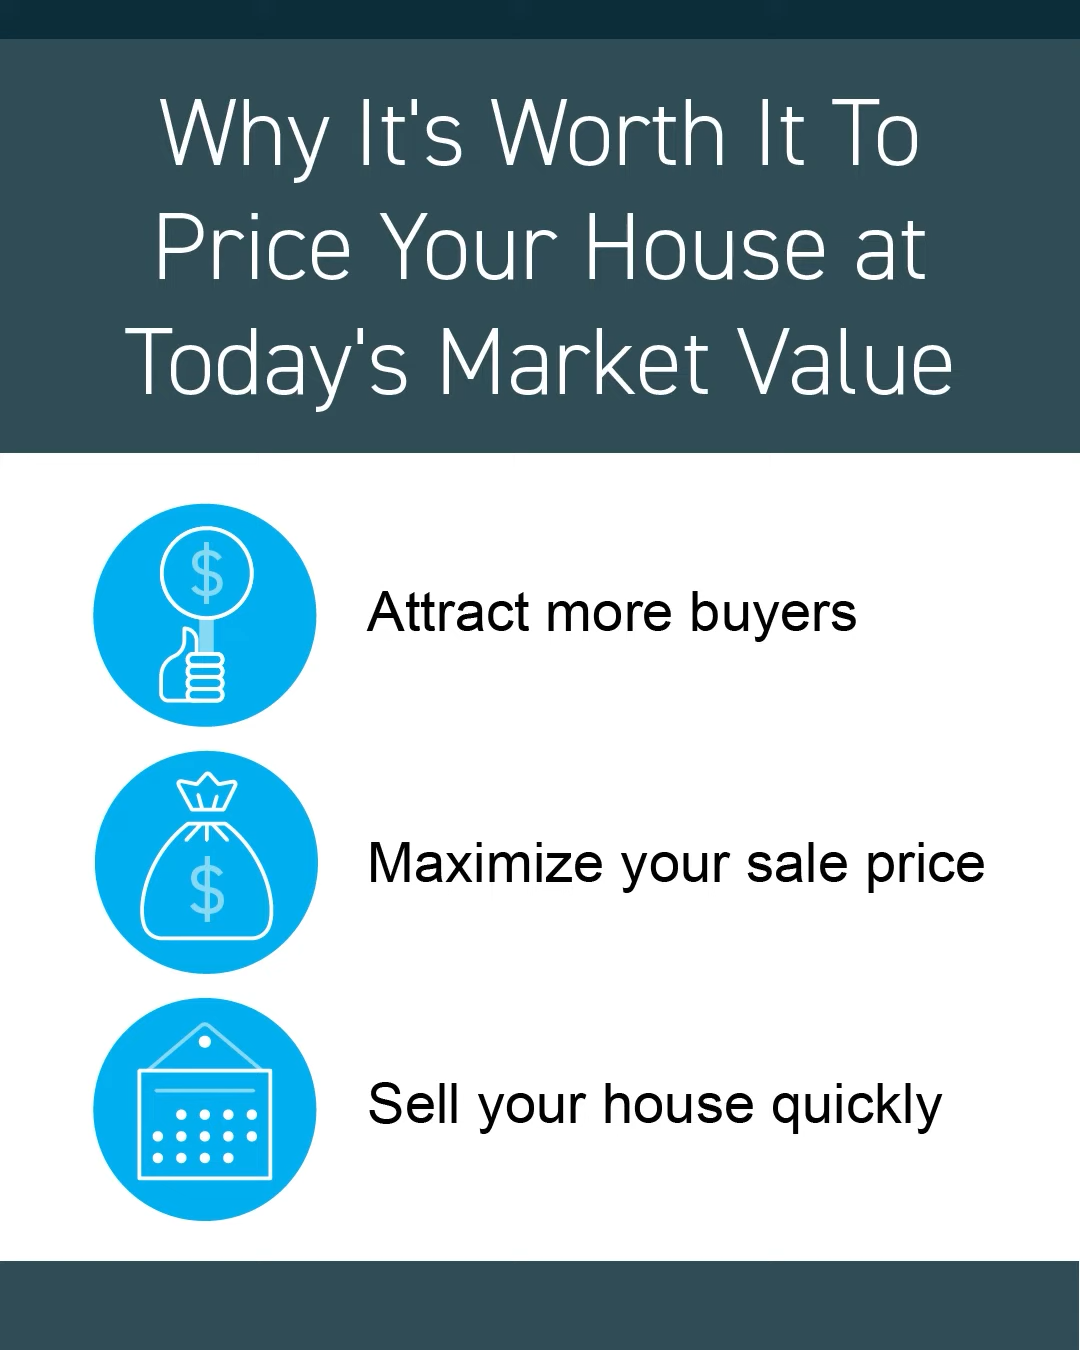 Why It's Worth It To
Price Your House at
Today's Market Value
$
Attract more buyers
$
Maximize your sale price
Sell your house quickly